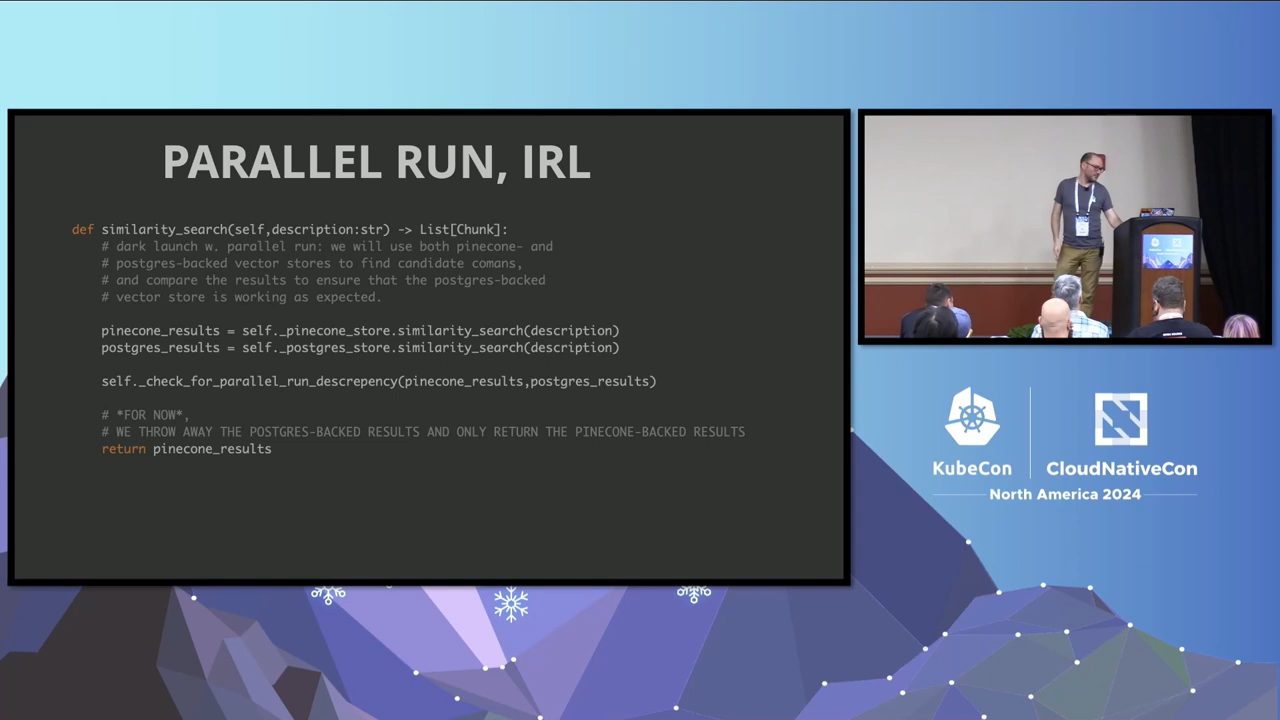 PARALLEL RUN, IRL
def similarity_search(self,description:str) -> List[Chunk]:
# dark launch w. parallel run: we will use both pinecone- and
# postgres-backed vector stores to find candidate comans,
# and compare the results to ensure that the postgres-backed
# vector store is working as expected.
pinecone_results = self._pinecone_store.similarity_search(description)
postgres_results = self._postgres_store.similarity_search(description)
self._check_for_parallel_run_descrepency(pinecone_results,postgres_results)
# *FOR NOW*,
# WE THROW AWAY THE POSTGRES-BACKED RESULTS AND ONLY RETURN THE PINECONE-BACKED RESULTS
return pinecone_results
KubeCon
CloudNativeCon
North America 2024